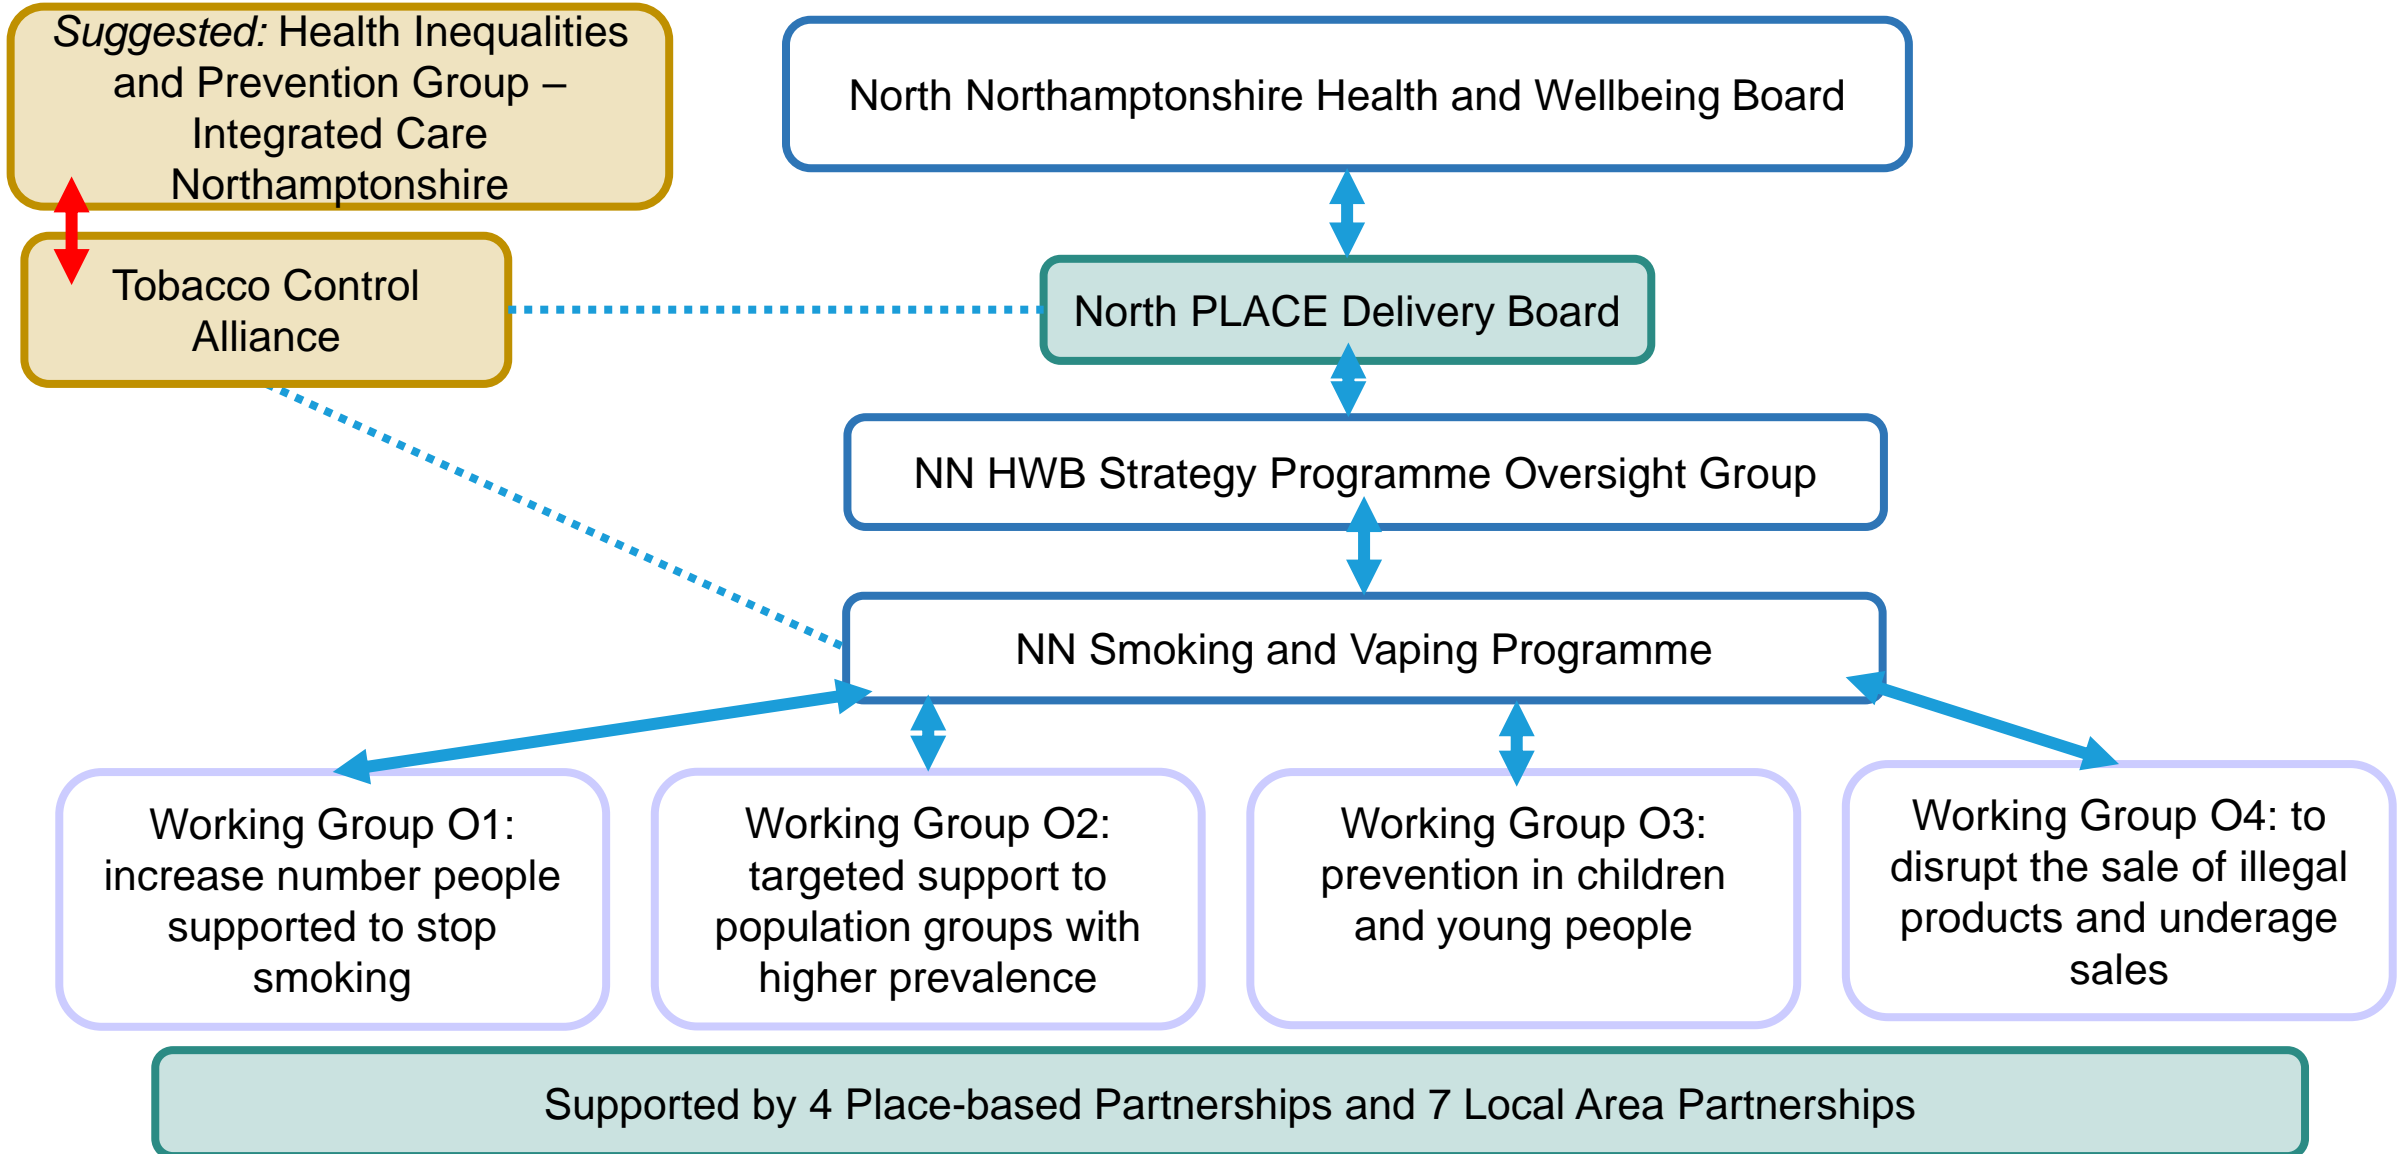 Suggested: Health Inequalities
and Prevention Group –
Integrated Care
Northamptonshire
North Northamptonshire Health and Wellbeing Board
Tobacco Control
Alliance
North PLACE Delivery Board
NN HWB Strategy Programme Oversight Group
NN Smoking and Vaping Programme
Working Group O1:
increase number people
supported to stop
smoking
Working Group O2:
targeted support to
population groups with
higher prevalence
Working Group O3:
prevention in children
and young people
Working Group O4: to
disrupt the sale of illegal
products and underage
sales
Supported by 4 Place-based Partnerships and 7 Local Area Partnerships